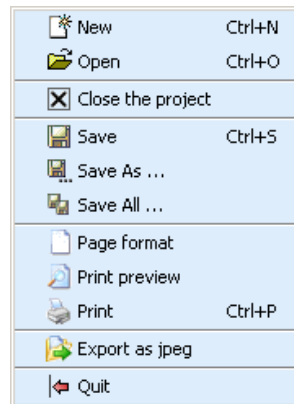 New Ctrl+N
Open Ctrl+O
Close the project
Save Ctrl+S
Save As ...
Save All ...
Page format
Print preview
Print Ctrl+P
Export as jpeg
Quit